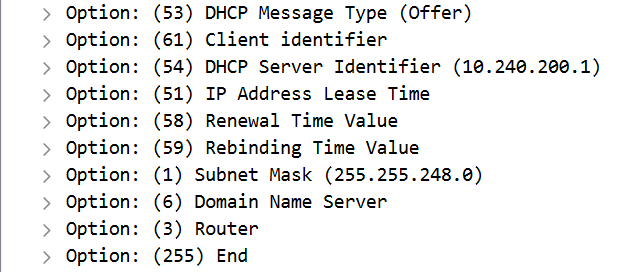 > Option: (53) DHCP Message Type (Offer)
> Option: (61) Client identifier
> Option: (54) DHCP Server Identifier (10.240.200.1)
> Option: (51) IP Address Lease Time
> Option: (58) Renewal Time Value
> Option: (59) Rebinding Time Value
> Option: (1) Subnet Mask (255.255.248.0)
> Option: (6) Domain Name Server
> Option: (3) Router
> Option: (255) End